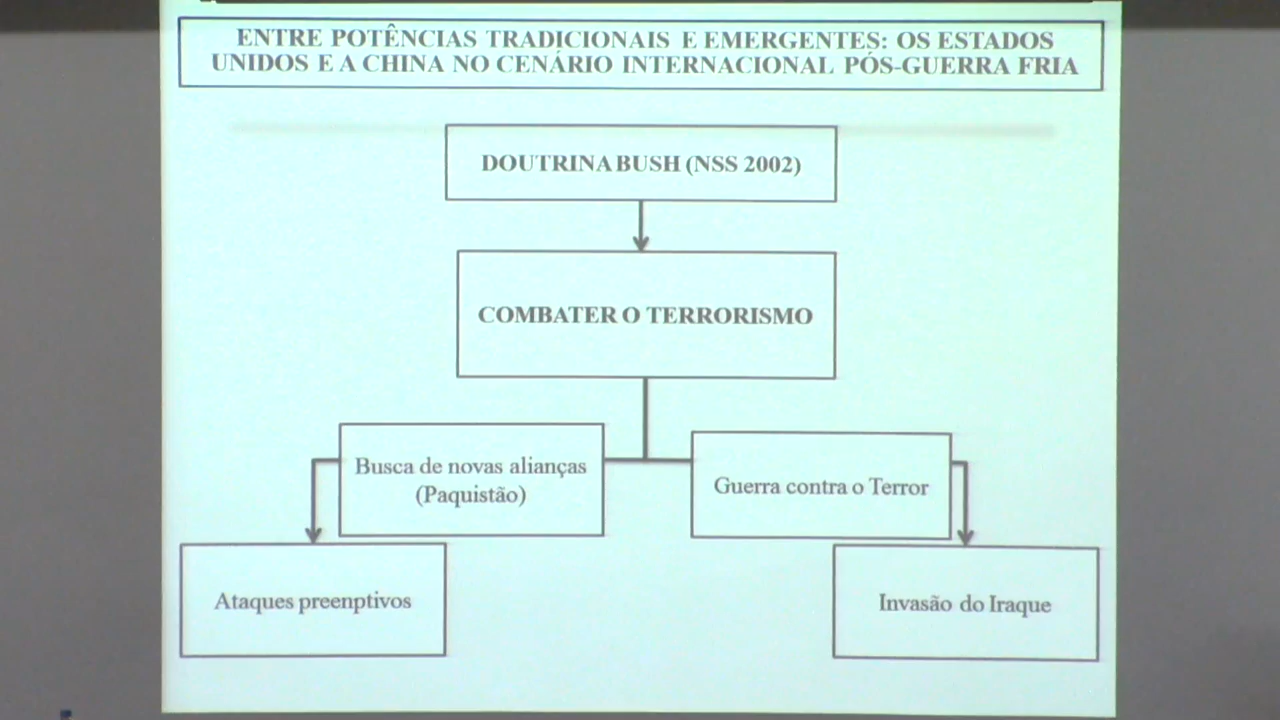 ENTRE POTÊNCIAS TRADICIONAIS E EMERGENTES: OS ESTADOS
UNIDOS E A CHINA NO CENÁRIO INTERNACIONAL PÓS-GUERRA FRIA
DOUTRINA BUSH (NSS 2002)
COMBATER O TERRORISMO
Busca de novas alianças
(Paquistão)
Guerra contra o Terror
Ataques preenptivos
Invasão do Iraque